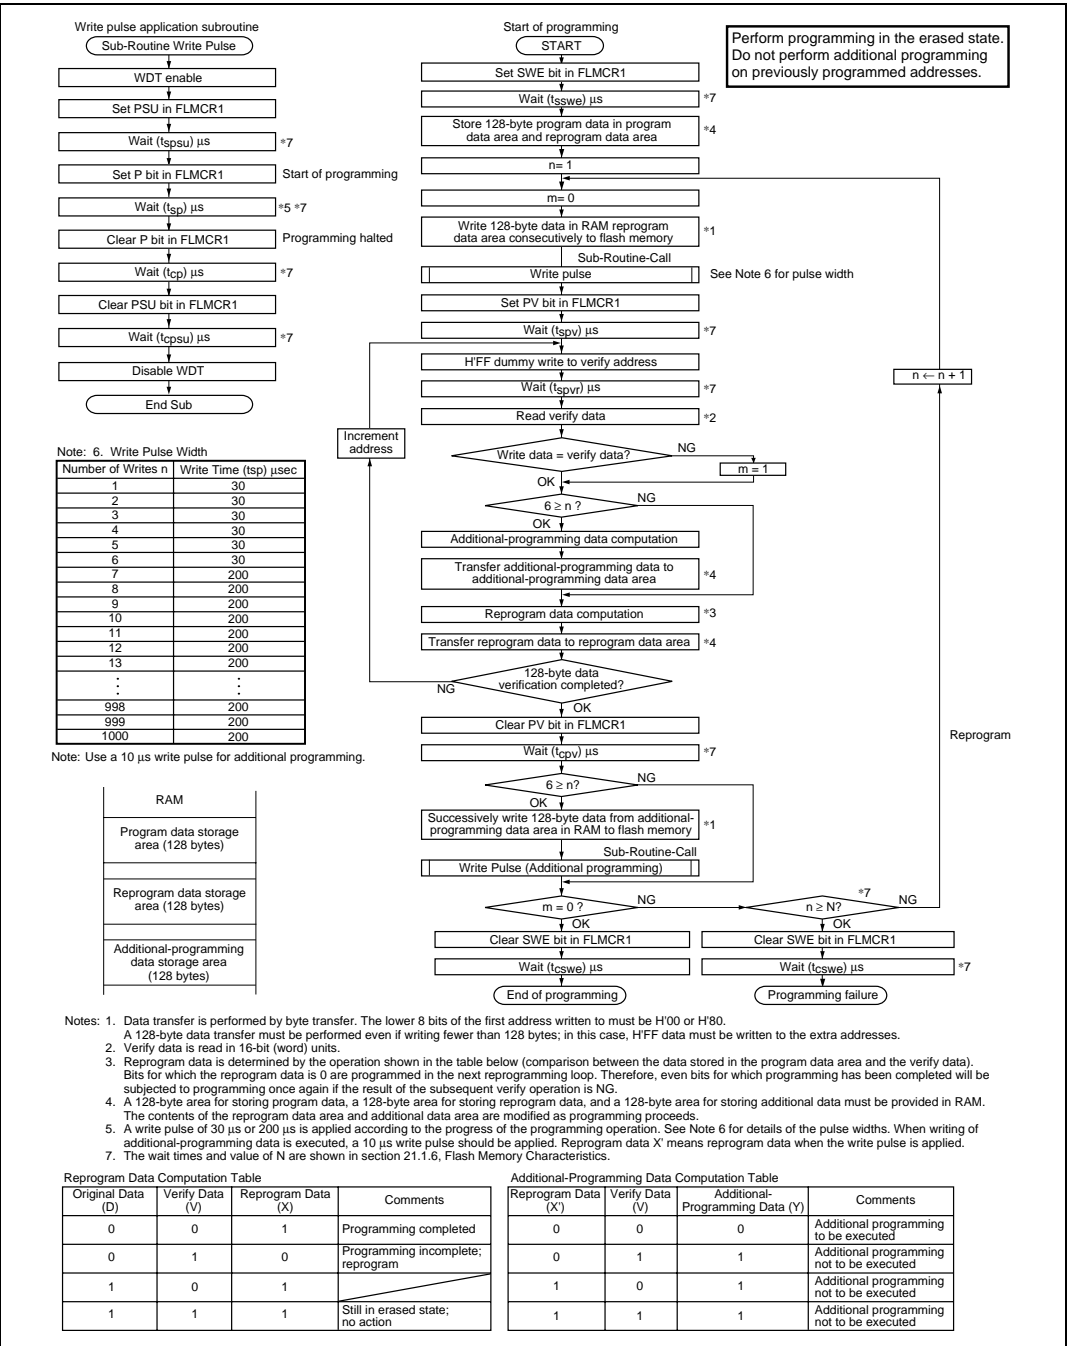 Write pulse application subroutine
Sub-Routine Write Pulse
WDT enable
Set PSU in FLMCR1
Wait (tspsu) μs
*7
Set P bit in FLMCR1
Start of programming
Wait (tsp) μs
*5 *7
Clear P bit in FLMCR1
Programming halted
Wait (tcp) μs
*7
Clear PSU bit in FLMCR1
Wait (tcpsu) μs
*7
Disable WDT
End Sub
Note: 6. Write Pulse Width
Number of Writes n Write Time (tsp) μsec
1 30
2 30
3 30
4 30
5 30
6 30
7 200
8 200
9 200
10 200
11 200
12 200
13 200
⋮ ⋮
998 200
999 200
1000 200
Note: Use a 10 μs write pulse for additional programming.
RAM
Program data storage
area (128 bytes)
Reprogram data storage
area (128 bytes)
Additional-programming
data storage area
(128 bytes)
Start of programming
START
Perform programming in the erased state.
Do not perform additional programming
on previously programmed addresses.
Set SWE bit in FLMCR1
Wait (tsswe) μs
*7
Store 128-byte program data in program
data area and reprogram data area
*4
n= 1
m= 0
Write 128-byte data in RAM reprogram
data area consecutively to flash memory
*1
Sub-Routine-Call
Write pulse
See Note 6 for pulse width
Set PV bit in FLMCR1
Wait (tspv) μs
*7
H'FF dummy write to verify address
Wait (tspvr) μs
*7
Read verify data
*2
n ← n + 1
Increment
address
Write data = verify data?
NG
m = 1
OK
6 ≥ n ?
NG
OK
Additional-programming data computation
Transfer additional-programming data to
additional-programming data area
*4
Reprogram data computation
*3
Transfer reprogram data to reprogram data area
*4
128-byte data
verification completed?
NG
OK
Clear PV bit in FLMCR1
Reprogram
Wait (tcpv) μs
*7
6 ≥ n?
NG
OK
Successively write 128-byte data from additional-
programming data area in RAM to flash memory
*1
Sub-Routine-Call
Write Pulse (Additional programming)
m = 0 ?
NG
*7
n ≥ N?
NG
OK
OK
Clear SWE bit in FLMCR1
Clear SWE bit in FLMCR1
Wait (tcswe) μs
Wait (tcswe) μs
*7
End of programming
Programming failure
Notes: 1. Data transfer is performed by byte transfer. The lower 8 bits of the first address written to must be H'00 or H'80.
A 128-byte data transfer must be performed even if writing fewer than 128 bytes; in this case, H'FF data must be written to the extra addresses.
2. Verify data is read in 16-bit (word) units.
3. Reprogram data is determined by the operation shown in the table below (comparison between the data stored in the program data area and the verify data).
Bits for which the reprogram data is 0 are programmed in the next reprogramming loop. Therefore, even bits for which programming has been completed will be
subjected to programming once again if the result of the subsequent verify operation is NG.
4. A 128-byte area for storing program data, a 128-byte area for storing reprogram data, and a 128-byte area for storing additional data must be provided in RAM.
The contents of the reprogram data area and additional data area are modified as programming proceeds.
5. A write pulse of 30 μs or 200 μs is applied according to the progress of the programming operation. See Note 6 for details of the pulse widths. When writing of
additional-programming data is executed, a 10 μs write pulse should be applied. Reprogram data X' means reprogram data when the write pulse is applied.
7. The wait times and value of N are shown in section 21.1.6, Flash Memory Characteristics.
Reprogram Data Computation Table
Original Data (D) Verify Data (V) Reprogram Data (X) Comments
0 0 1 Programming completed
0 1 0 Programming incomplete; reprogram
1 0 1
1 1 1 Still in erased state; no action
Additional-Programming Data Computation Table
Reprogram Data (X') Verify Data (V) Additional-Programming Data (Y) Comments
0 0 0 Additional programming to be executed
0 1 1 Additional programming not to be executed
1 0 1 Additional programming not to be executed
1 1 1 Additional programming not to be executed